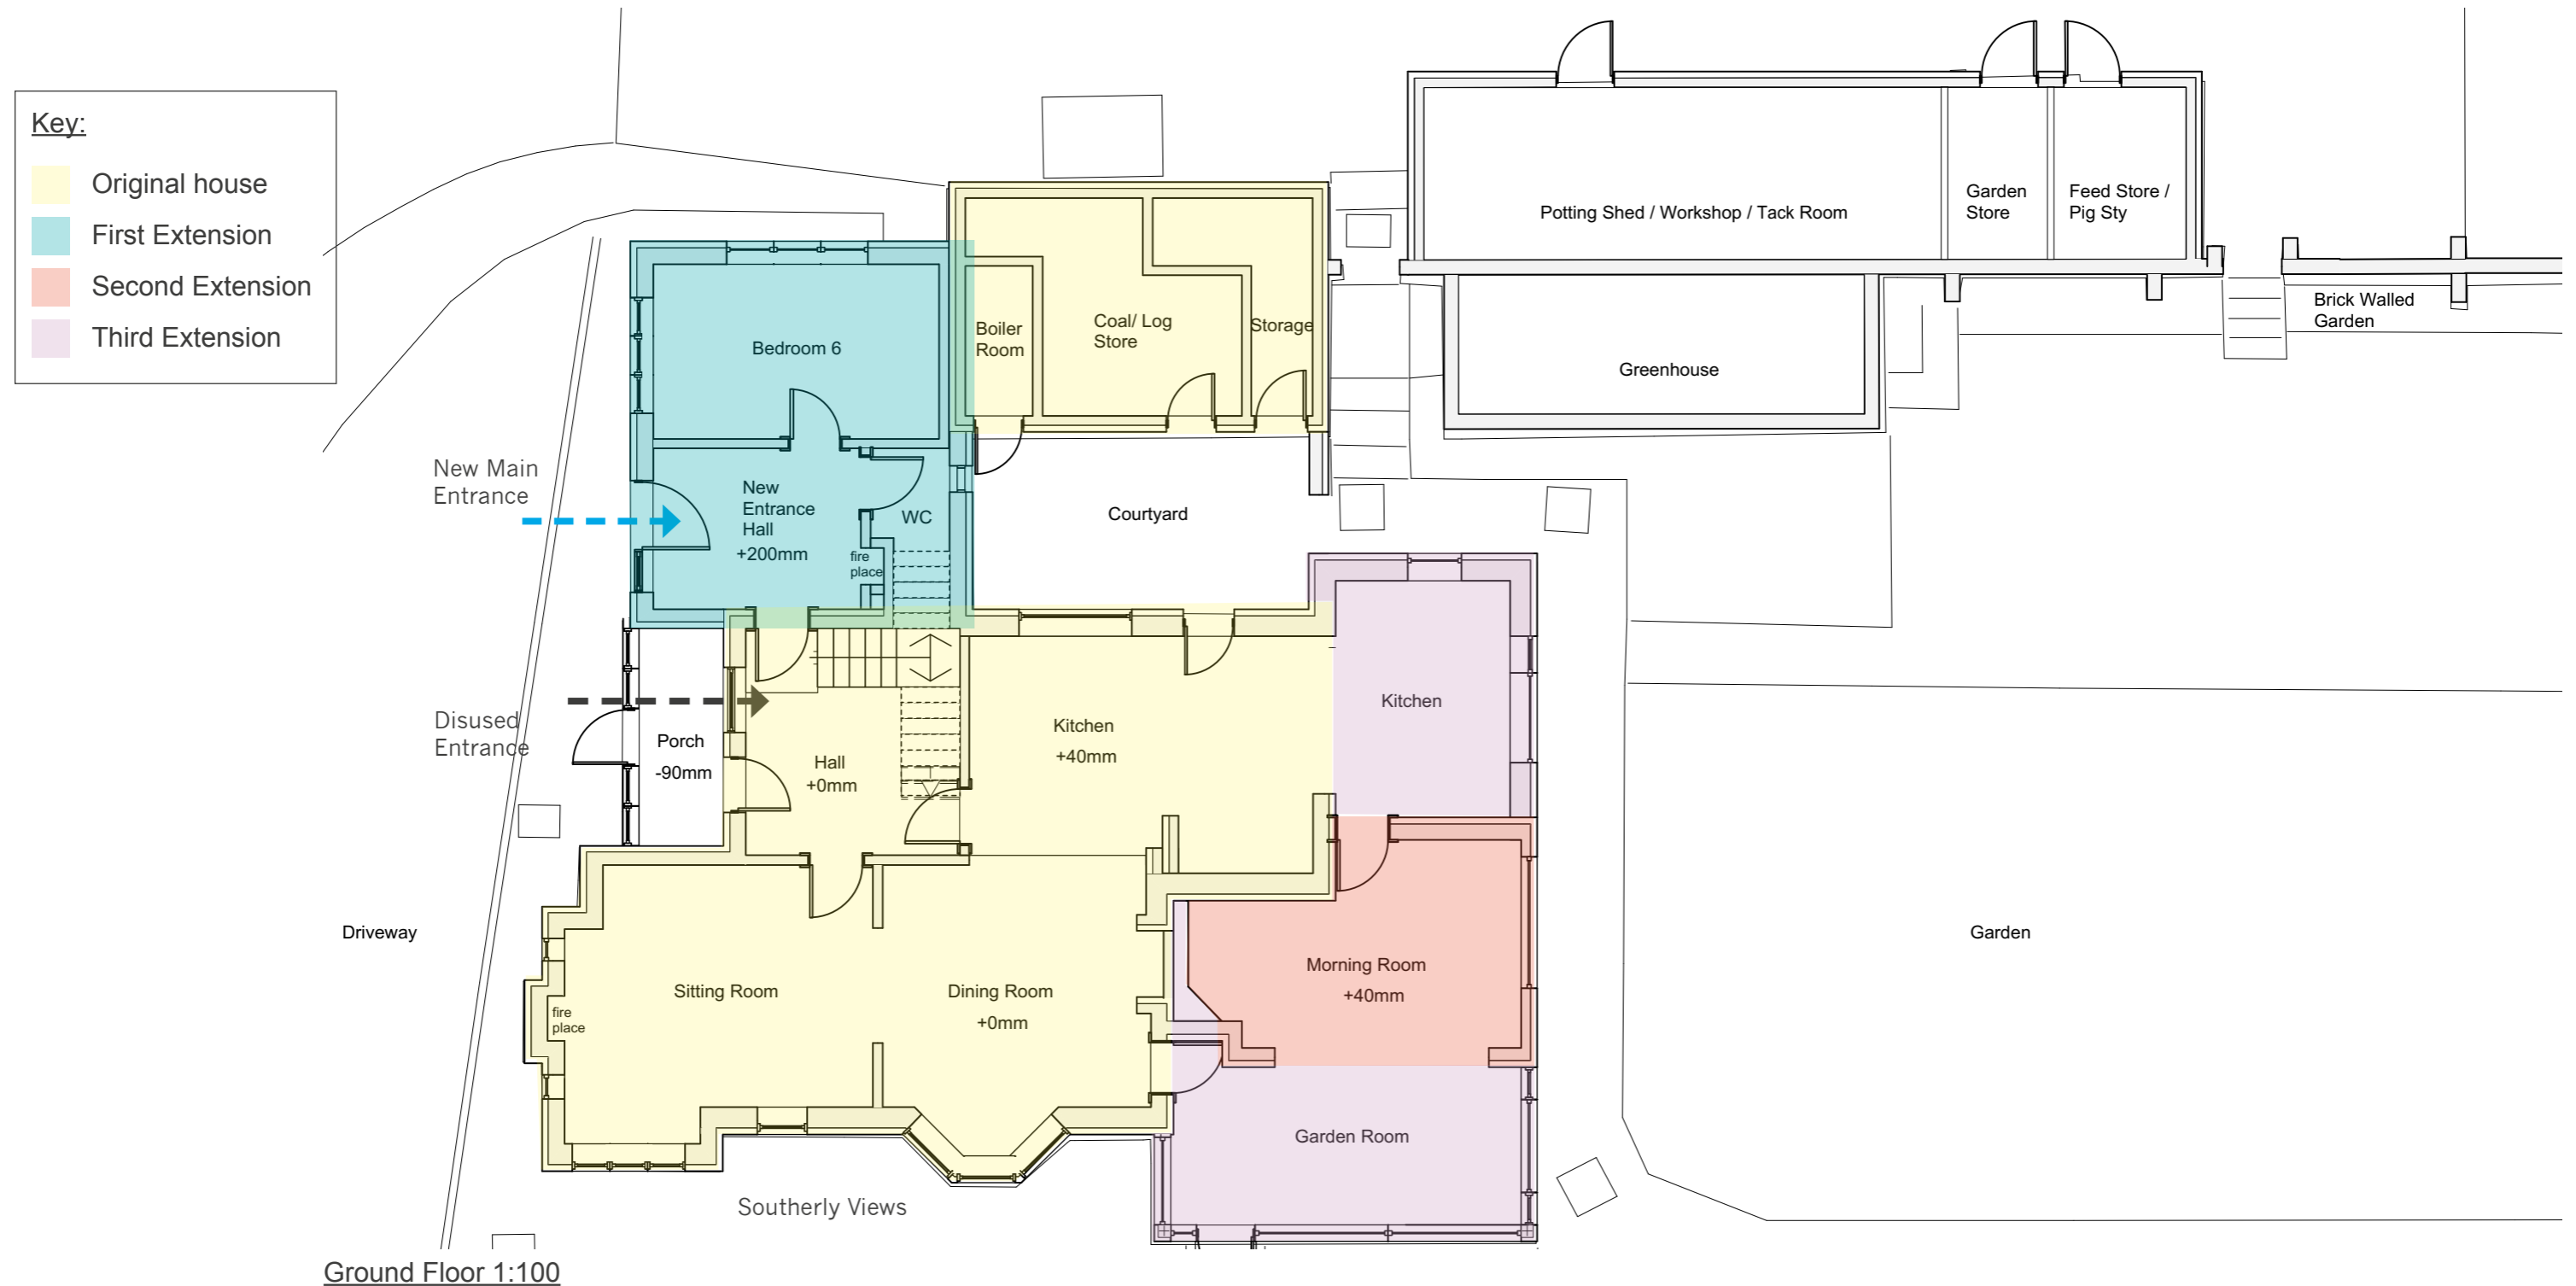 Key:
Original house
First Extension
Second Extension
Third Extension
Potting Shed / Workshop / Tack Room
Garden
Store
Feed Store /
Pig Sty
Brick Walled
Garden
Greenhouse
Boiler
Room
Coal/ Log
Store
Storage
Bedroom 6
New Main
Entrance
New
Entrance
Hall
+200mm
WC
fire
place
Courtyard
Disused
Entrance
Porch
-90mm
Hall
+0mm
Kitchen
+40mm
Kitchen
Driveway
Sitting Room
fire
place
Dining Room
+0mm
Morning Room
+40mm
Garden
Garden Room
Southerly Views
Ground Floor 1:100